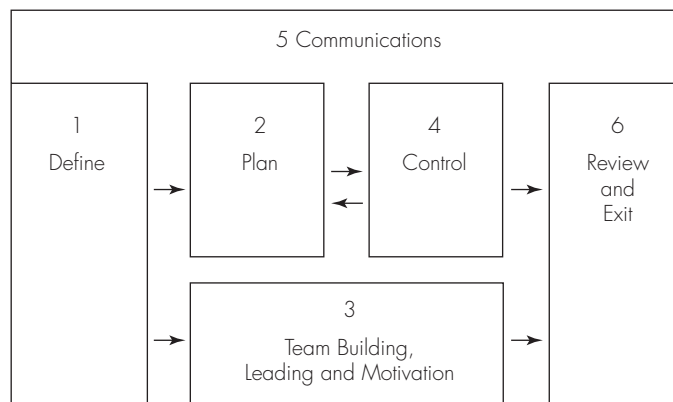 5 Communications
1
Define
2
Plan
4
Control
6
Review
and
Exit
3
Team Building,
Leading and Motivation